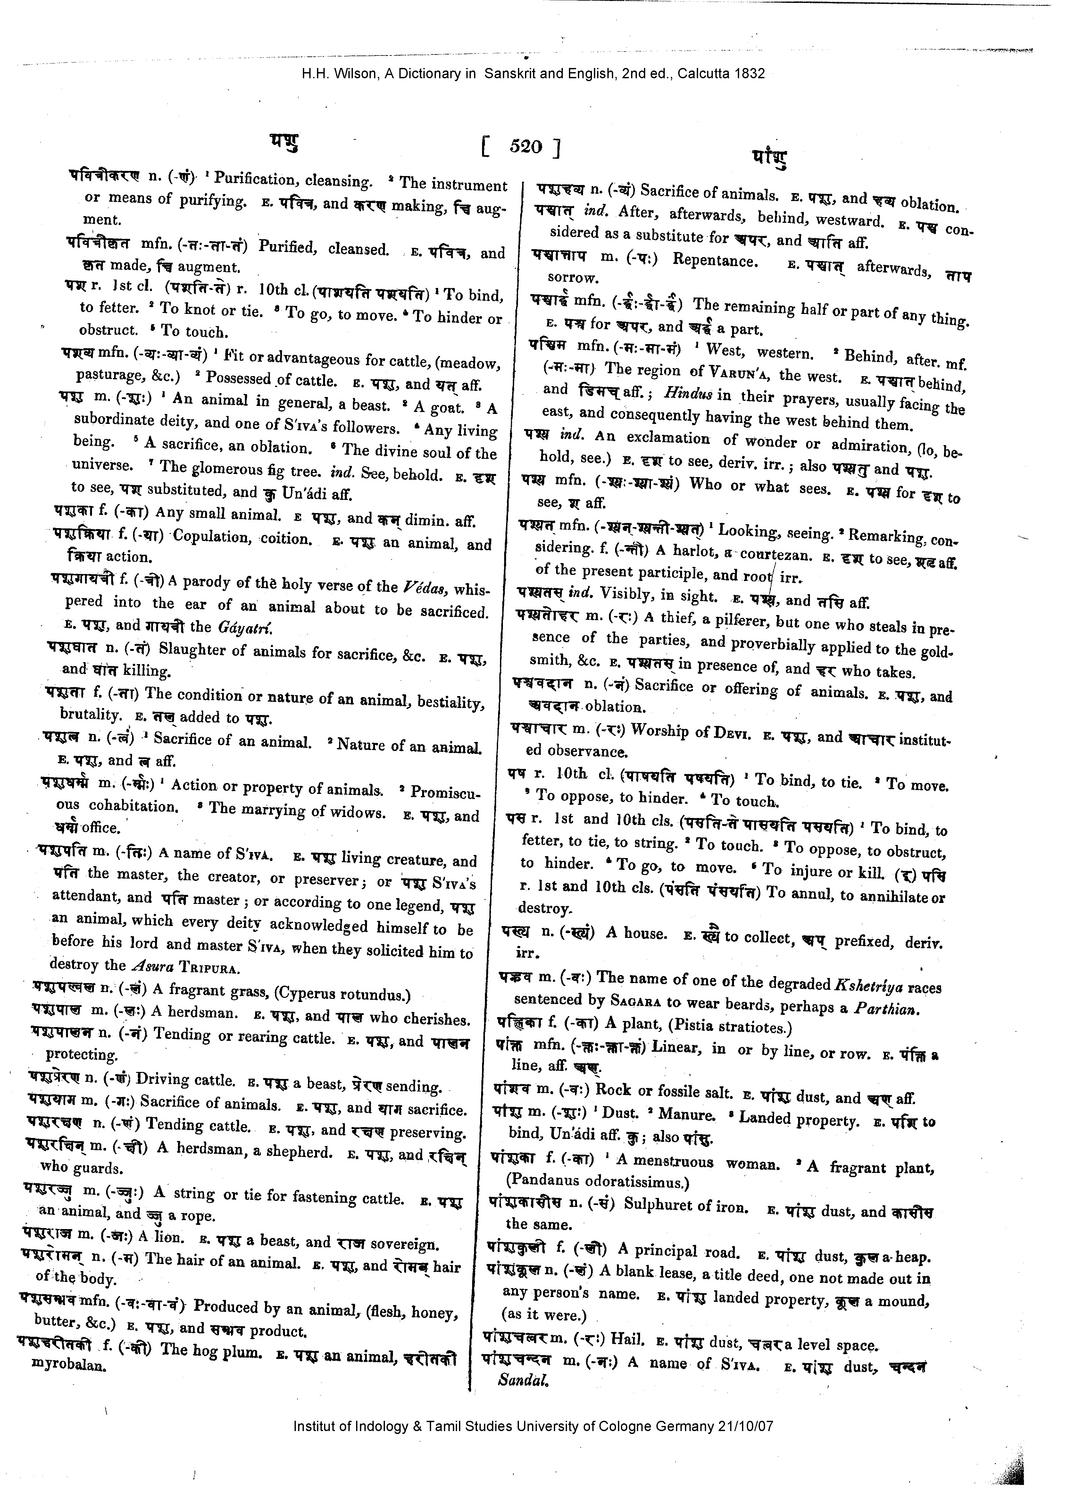 H.H. Wilson, A Dictionary in Sanskrit and English, 2nd ed., Calcutta 1832
पशु
[ 520 ]
पांशु
पवित्रीकरण n. (-णं) ¹ Purification, cleansing. ² The instrument
or means of purifying. E. पवित्र, and करण making, च्वि aug-
ment.
पवित्रीकृत mfn. (-तः-ता-तं) Purified, cleansed. E. पवित्र, and
कृत made, च्वि augment.
पश r. 1st cl. (पशति-ते) r. 10th cl. (पाशयति पशयति) ¹ To bind,
to fetter. ² To knot or tie. ³ To go, to move. ⁴ To hinder or
obstruct. ⁵ To touch.
पशव्य mfn. (-व्यः-व्या-व्यं) ¹ Fit or advantageous for cattle, (meadow,
pasturage, &c.) ² Possessed of cattle. E. पशु, and यत् aff.
पशु m. (-शुः) ¹ An animal in general, a beast. ² A goat. ³ A
subordinate deity, and one of S'IVA's followers. ⁴ Any living
being. ⁵ A sacrifice, an oblation. ⁶ The divine soul of the
universe. ⁷ The glomerous fig tree. ind. See, behold. E. दृश
to see, पश substituted, and कु Un'ádi aff.
पशुका f. (-का) Any small animal. E पशु, and कम् dimin. aff.
पशुक्रिया f. (-या) Copulation, coition. E. पशु an animal, and
क्रिया action.
पशुगायत्री f. (-त्री) A parody of the holy verse of the Védas, whis-
pered into the ear of an animal about to be sacrificed.
E. पशु, and गायत्री the Gáyatrí.
पशुघात n. (-तं) Slaughter of animals for sacrifice, &c. E. पशु,
and घात killing.
पशुता f. (-ता) The condition or nature of an animal, bestiality,
brutality. E. तल् added to पशु.
पशुत्व n. (-त्वं) ¹ Sacrifice of an animal. ² Nature of an animal.
E. पशु, and त्व aff.
पशुधर्म्म m. (-र्म्मः) ¹ Action or property of animals. ² Promiscu-
ous cohabitation. ³ The marrying of widows. E. पशु, and
धर्म्म office.
पशुपति m. (-तिः) A name of S'IVA. E. पशु living creature, and
पति the master, the creator, or preserver; or पशु S'IVA's
attendant, and पति master; or according to one legend, पशु
an animal, which every deity acknowledged himself to be
before his lord and master S'IVA, when they solicited him to
destroy the Asura TRIPURA.
पशुपल्वल n. (-लं) A fragrant grass, (Cyperus rotundus.)
पशुपाल m. (-लः) A herdsman. E. पशु, and पाल who cherishes.
पशुपालन n. (-नं) Tending or rearing cattle. E. पशु, and पालन
protecting.
पशुप्रेरण n. (-णं) Driving cattle. E. पशु a beast, प्रेरण sending.
पशुयाग m. (-गः) Sacrifice of animals. E. पशु, and याग sacrifice.
पशुरक्षण n. (-णं) Tending cattle. E. पशु, and रक्षण preserving.
पशुरक्षिन् m. (-क्षी) A herdsman, a shepherd. E. पशु, and रक्षिन्
who guards.
पशुरज्जु m. (-ज्जुः) A string or tie for fastening cattle. E. पशु
an animal, and ज्जु a rope.
पशुराज m. (-जः) A lion. E. पशु a beast, and राज sovereign.
पशुरोमन् n. (-म) The hair of an animal. E. पशु, and रोमन् hair
of the body.
पशुसम्भव mfn. (-वः-वा-वं) Produced by an animal, (flesh, honey,
butter, &c.) E. पशु, and सम्भव product.
पशुहरीतकी f. (-की) The hog plum. E. पशु an animal, हरीतकी
myrobalan.
पशुहव्य n. (-व्यं) Sacrifice of animals. E. पशु, and हव्य oblation.
पश्चात् ind. After, afterwards, behind, westward. E. पश्च con-
sidered as a substitute for अपर, and आति aff.
पश्चात्ताप m. (-पः) Repentance. E. पश्चात् afterwards, ताप
sorrow.
पश्चार्द्ध mfn. (-र्द्धः-र्द्धा-र्द्धं) The remaining half or part of any thing.
E. पश्च for अपर, and अर्द्ध a part.
पश्चिम mfn. (-मः-मा-मं) ¹ West, western. ² Behind, after. mf.
(-मः-मा) The region of VARUN'A, the west. E. पश्चात् behind,
and डिमच् aff.; Hindus in their prayers, usually facing the
east, and consequently having the west behind them.
पश्य ind. An exclamation of wonder or admiration, (lo, be-
hold, see.) E. दृश to see, deriv. irr.; also पश्यतु and पशु.
पश्य mfn. (-श्यः-श्या-श्यं) Who or what sees. E. पश्य for दृश to
see, श aff.
पश्यत् mfn. (-श्यन्-श्यन्ती-श्यत्) ¹ Looking, seeing. ² Remarking, con-
sidering. f. (-न्ती) A harlot, a courtezan. E. दृश to see, शतृ aff.
of the present participle, and root irr.
पश्यतस् ind. Visibly, in sight. E. पश्य, and तसि aff.
पश्यतोहर m. (-रः) A thief, a pilferer, but one who steals in pre-
sence of the parties, and proverbially applied to the gold-
smith, &c. E. पश्यतस् in presence of, and हर who takes.
पश्ववदान n. (-नं) Sacrifice or offering of animals. E. पशु, and
अवदान oblation.
पश्वाचार m. (-रः) Worship of DEVI. E. पशु, and आचार institut-
ed observance.
पष r. 10th cl. (पाषयति पषयति) ¹ To bind, to tie. ² To move.
³ To oppose, to hinder. ⁴ To touch.
पस r. 1st and 10th cls. (पसति-ते पासयति पसयति) ¹ To bind, to
fetter, to tie, to string. ² To touch. ³ To oppose, to obstruct,
to hinder. ⁴ To go, to move. ⁵ To injure or kill. (इ) पसि
r. 1st and 10th cls. (पंसति पंसयति) To annul, to annihilate or
destroy.
पस्त्य n. (-स्त्यं) A house. E. स्त्यै to collect, अप् prefixed, deriv.
irr.
पह्नव m. (-वः) The name of one of the degraded Kshetriya races
sentenced by SAGARA to wear beards, perhaps a Parthian.
पह्लिका f. (-का) A plant, (Pistia stratiotes.)
पांक्त mfn. (-क्तः-क्ता-क्तं) Linear, in or by line, or row. E. पंक्ति a
line, aff. अण्.
पांशव m. (-वः) Rock or fossile salt. E. पांशु dust, and अण् aff.
पांशु m. (-शुः) ¹ Dust. ² Manure. ³ Landed property. E. पशि to
bind, Un'ádi aff. कु; also पांसु.
पांशुका f. (-का) ¹ A menstruous woman. ² A fragrant plant,
(Pandanus odoratissimus.)
पांशुकासीस n. (-सं) Sulphuret of iron. E. पांशु dust, and कासीस
the same.
पांशुकुली f. (-ली) A principal road. E. पांशु dust, कुल a heap.
पांशुकूल n. (-लं) A blank lease, a title deed, one not made out in
any person's name. E. पांशु landed property, कूल a mound,
(as it were.)
पांशुचत्वर m. (-रः) Hail. E. पांशु dust, चत्वर a level space.
पांशुचन्दन m. (-नः) A name of S'IVA. E. पांशु dust, चन्दन
Sandal.
Institut of Indology & Tamil Studies University of Cologne Germany 21/10/07